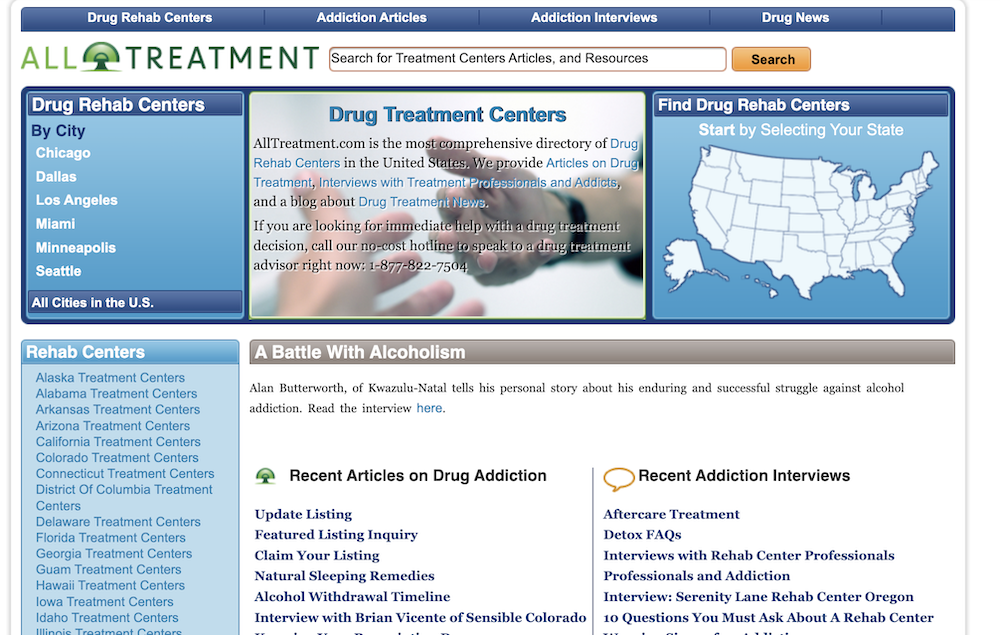 Drug Rehab Centers
Addiction Articles
Addiction Interviews
Drug News
ALL TREATMENT
Search for Treatment Centers Articles, and Resources
Search
Drug Rehab Centers
By City
Chicago
Dallas
Los Angeles
Miami
Minneapolis
Seattle
All Cities in the U.S.
Drug Treatment Centers
AllTreatment.com is the most comprehensive directory of Drug
Rehab Centers in the United States. We provide Articles on Drug
Treatment, Interviews with Treatment Professionals and Addicts,
and a blog about Drug Treatment News.
If you are looking for immediate help with a drug treatment
decision, call our no-cost hotline to speak to a drug treatment
advisor right now: 1-877-822-7504
Find Drug Rehab Centers
Start by Selecting Your State
Rehab Centers
Alaska Treatment Centers
Alabama Treatment Centers
Arkansas Treatment Centers
Arizona Treatment Centers
California Treatment Centers
Colorado Treatment Centers
Connecticut Treatment Centers
District Of Columbia Treatment
Centers
Delaware Treatment Centers
Florida Treatment Centers
Georgia Treatment Centers
Guam Treatment Centers
Hawaii Treatment Centers
Iowa Treatment Centers
Idaho Treatment Centers
Illinois Treatment Centers
A Battle With Alcoholism
Alan Butterworth, of Kwazulu-Natal tells his personal story about his enduring and successful struggle against alcohol
addiction. Read the interview here.
Recent Articles on Drug Addiction
Update Listing
Featured Listing Inquiry
Claim Your Listing
Natural Sleeping Remedies
Alcohol Withdrawal Timeline
Interview with Brian Vicente of Sensible Colorado
Recent Addiction Interviews
Aftercare Treatment
Detox FAQs
Interviews with Rehab Center Professionals
Professionals and Addiction
Interview: Serenity Lane Rehab Center Oregon
10 Questions You Must Ask About A Rehab Center